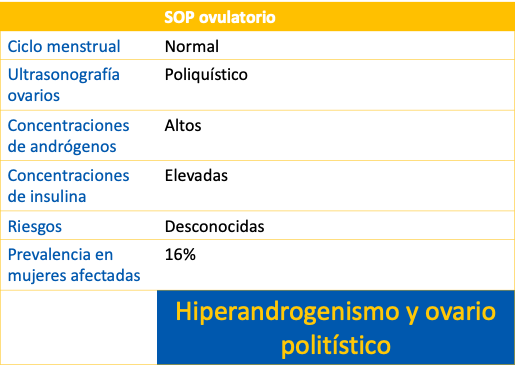 SOP ovulatorio
Ciclo menstrual Normal
Ultrasonografía Poliquístico
ovarios
Concentraciones Altos
de andrógenos
Concentraciones Elevadas
de insulina
Riesgos Desconocidas
Prevalencia en 16%
mujeres afectadas
Hiperandrogenismo y ovario
politístico